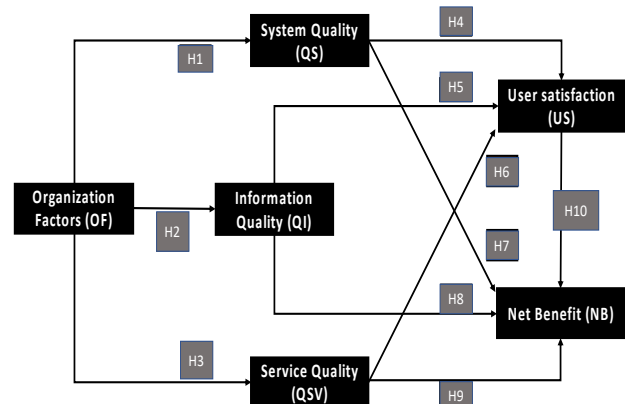 System Quality
(QS)
H4
H1
H5
User satisfaction
(US)
H6
Organization
Factors (OF)
Information
Quality (QI)
H10
H2
H7
H8
Net Benefit (NB)
H3
Service Quality
(QSV)
H9